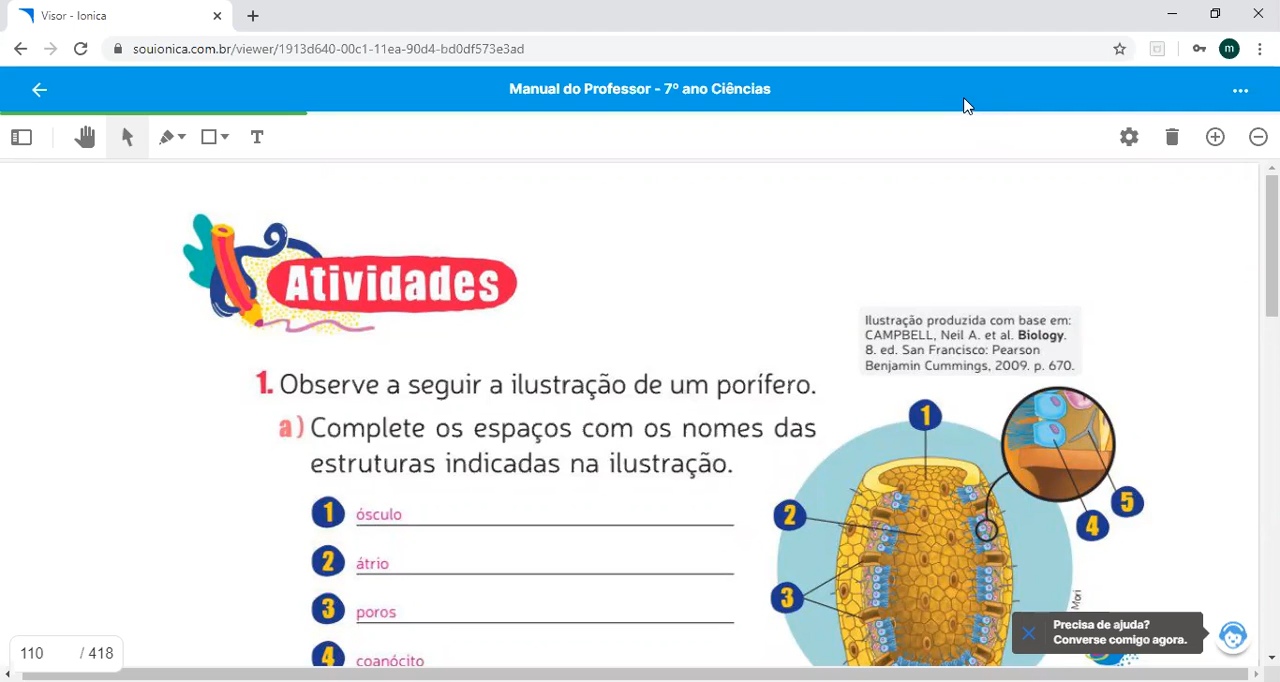 Visor - Ionica
souionica.com.br/viewer/1913d640-00c1-11ea-90d4-bd0df573e3ad
m
Manual do Professor - 7º ano Ciências
T
Atividades
Ilustração produzida com base em:
CAMPBELL, Neil A. et al. Biology.
8. ed. San Francisco: Pearson
Benjamin Cummings, 2009. p. 670.
1. Observe a seguir a ilustração de um porífero.
a) Complete os espaços com os nomes das
estruturas indicadas na ilustração.
1 ósculo
2 átrio
3 poros
4 coanócito
1
2
3
4
5
Mori
Precisa de ajuda?
Converse comigo agora.
110 / 418